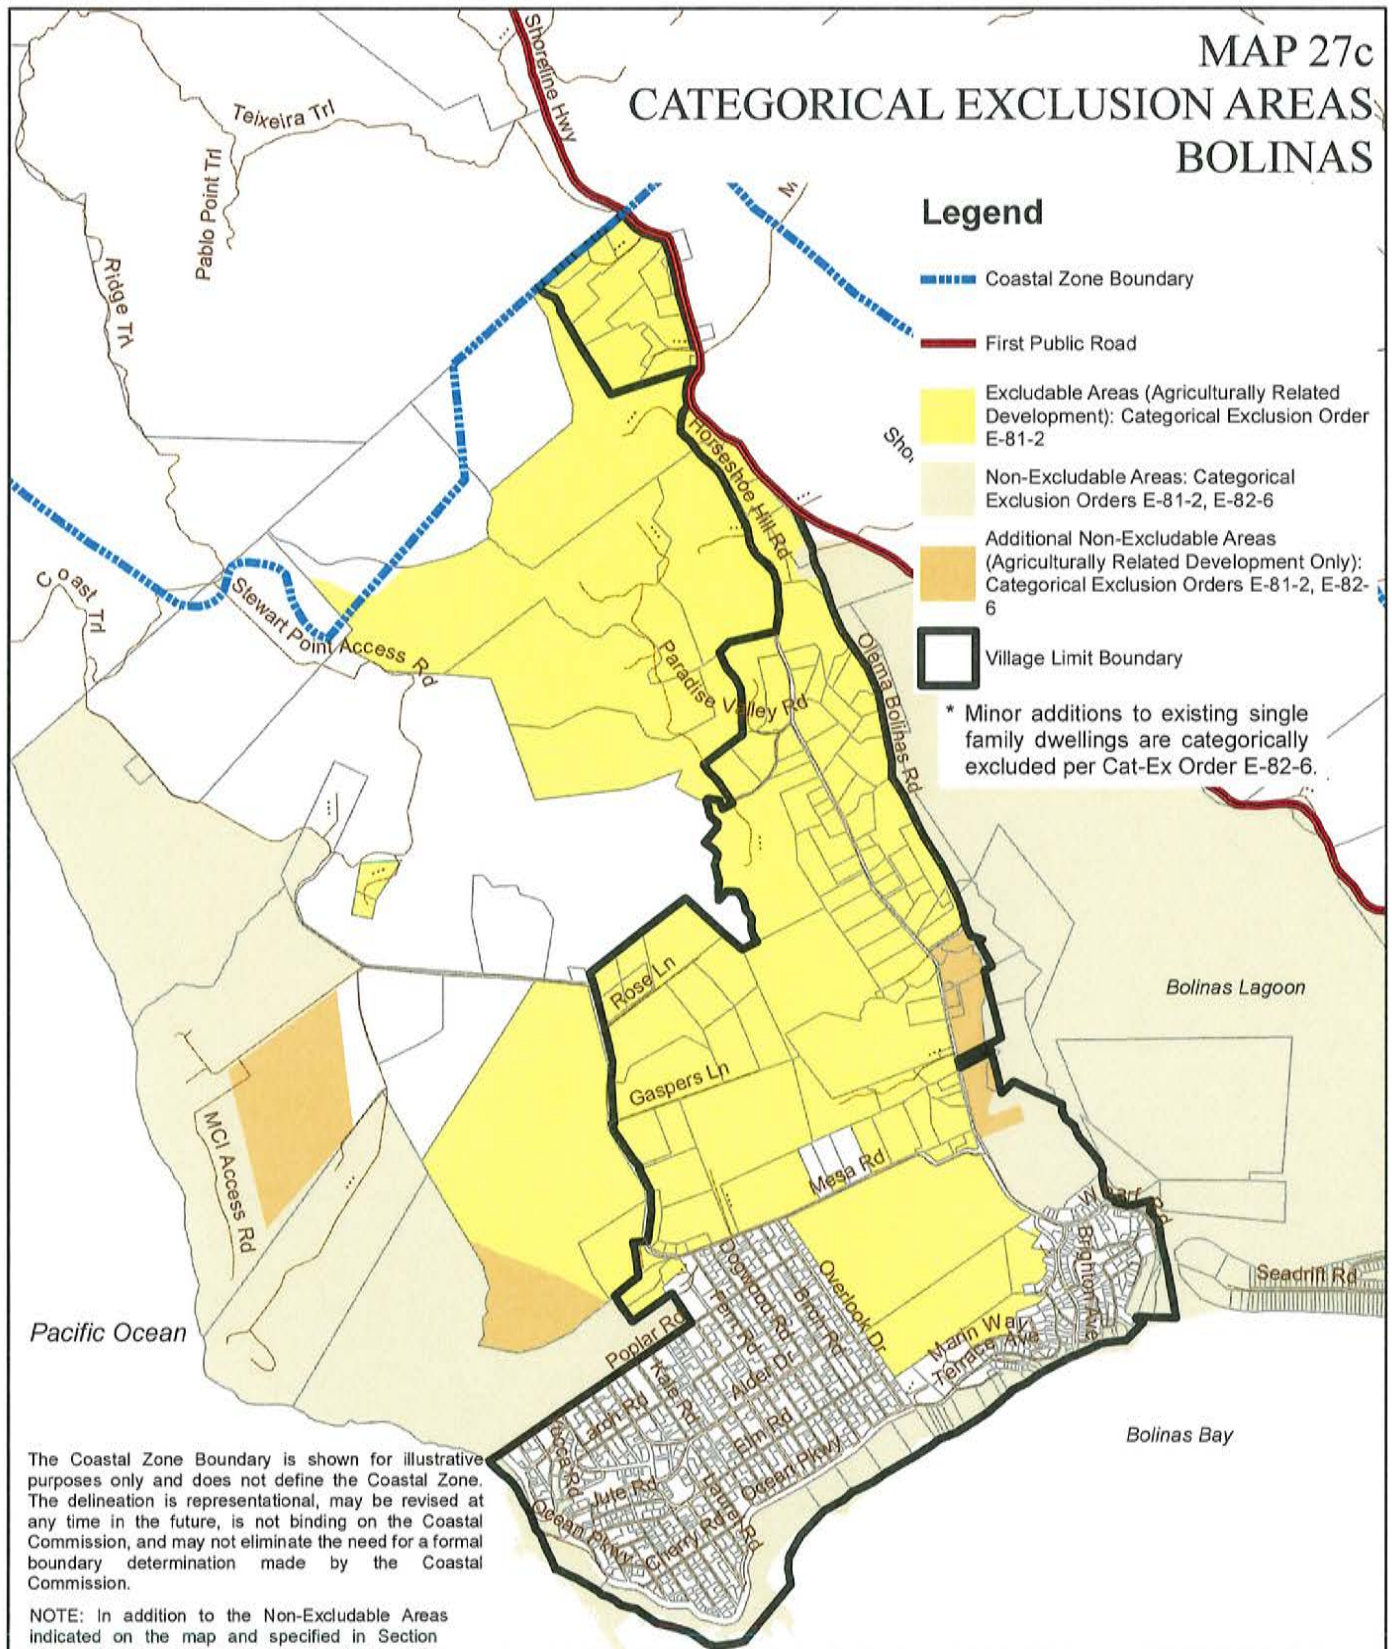 MAP 27c
CATEGORICAL EXCLUSION AREAS
BOLINAS
Legend
Coastal Zone Boundary
First Public Road
Excludable Areas (Agriculturally Related
Development): Categorical Exclusion Order
E-81-2
Non-Excludable Areas: Categorical
Exclusion Orders E-81-2, E-82-6
Additional Non-Excludable Areas
(Agriculturally Related Development Only):
Categorical Exclusion Orders E-81-2, E-82-
6
Village Limit Boundary
* Minor additions to existing single
family dwellings are categorically
excluded per Cat-Ex Order E-82-6.
Shoreline Hwy
Teixeira Trl
Pablo Point Trl
Ridge Trl
Coast Trl
Stewart Point Access Rd
Horseshoe Hill Rd
Paradise Valley Rd
Olema Bolinas Rd
Rose Ln
Gaspers Ln
Mesa Rd
MCI Access Rd
Bolinas Lagoon
Wharf Rd
Brighton Ave
Seadrift Rd
Overlook Dr
Dogwood Rd
Birch Rd
Fern Rd
Alder Dr
Marin Way
Terrace Ave
Poplar Rd
Kale Rd
Larch Rd
Yucca Rd
Elm Rd
Ocean Pkwy
Jute Rd
Laurel Rd
Cherry Rd
Ocean Pkwy
Pacific Ocean
Bolinas Bay
The Coastal Zone Boundary is shown for illustrative
purposes only and does not define the Coastal Zone.
The delineation is representational, may be revised at
any time in the future, is not binding on the Coastal
Commission, and may not eliminate the need for a formal
boundary determination made by the Coastal
Commission.
NOTE: In addition to the Non-Excludable Areas
indicated on the map and specified in Section